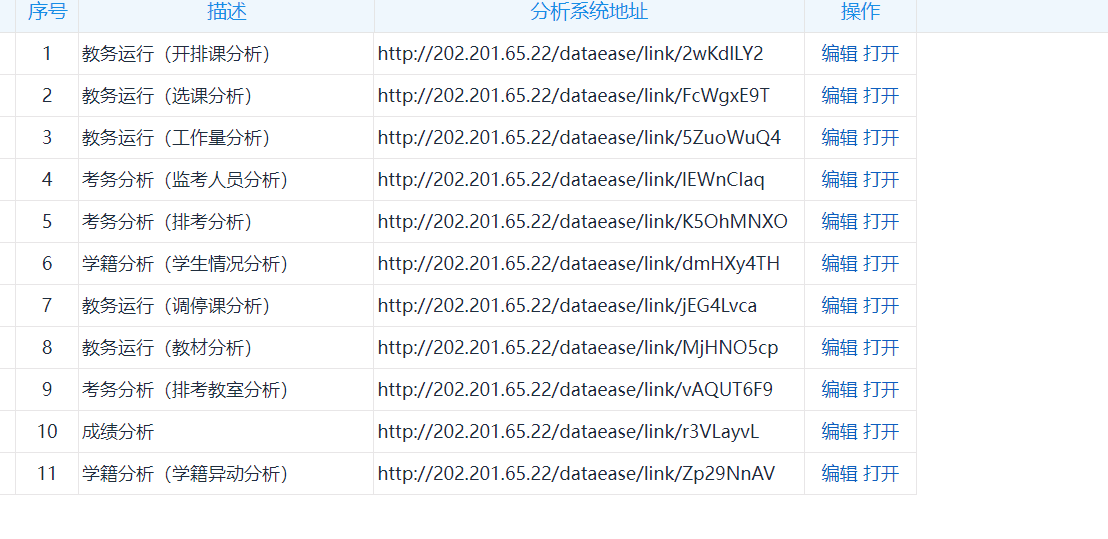 序号 描述 分析系统地址 操作
1 教务运行（开排课分析） http://202.201.65.22/dataease/link/2wKdILY2 编辑 打开
2 教务运行（选课分析） http://202.201.65.22/dataease/link/FcWgxE9T 编辑 打开
3 教务运行（工作量分析） http://202.201.65.22/dataease/link/5ZuoWuQ4 编辑 打开
4 考务分析（监考人员分析） http://202.201.65.22/dataease/link/lEWnClaq 编辑 打开
5 考务分析（排考分析） http://202.201.65.22/dataease/link/K5OhMNXO 编辑 打开
6 学籍分析（学生情况分析） http://202.201.65.22/dataease/link/dmHXy4TH 编辑 打开
7 教务运行（调停课分析） http://202.201.65.22/dataease/link/jEG4Lvca 编辑 打开
8 教务运行（教材分析） http://202.201.65.22/dataease/link/MjHNO5cp 编辑 打开
9 考务分析（排考教室分析） http://202.201.65.22/dataease/link/vAQUT6F9 编辑 打开
10 成绩分析 http://202.201.65.22/dataease/link/r3VLayvL 编辑 打开
11 学籍分析（学籍异动分析） http://202.201.65.22/dataease/link/Zp29NnAV 编辑 打开